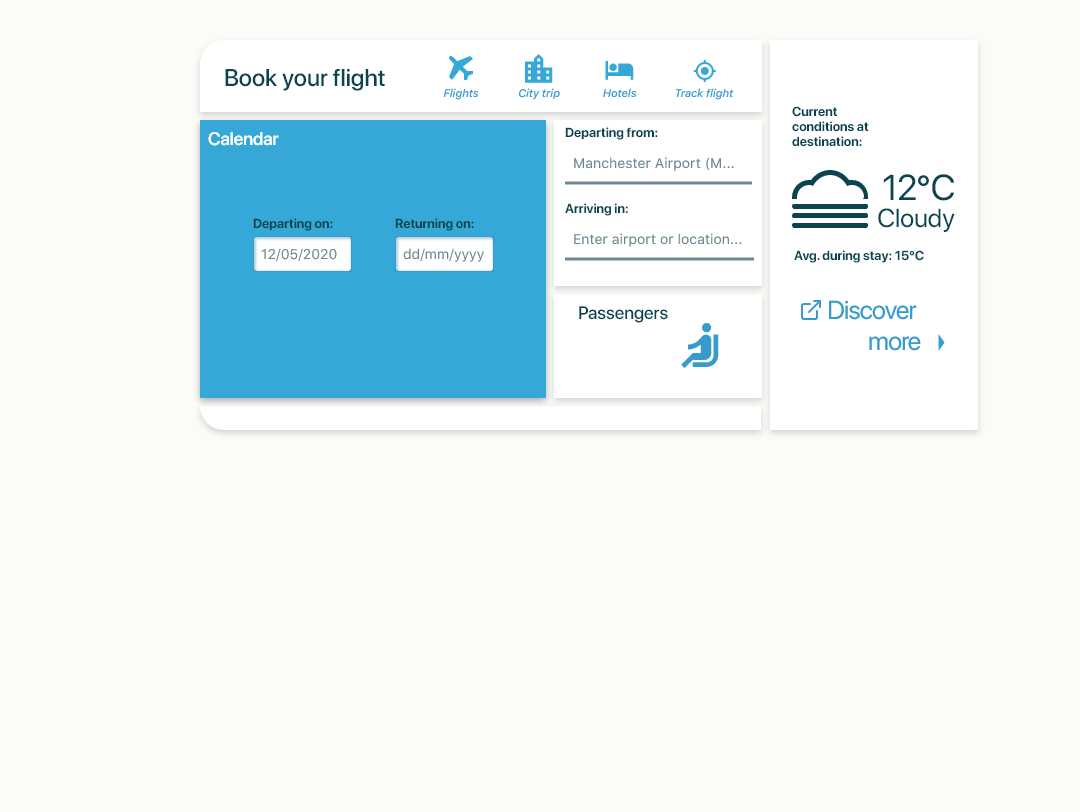 Book your flight
Flights
City trip
Hotels
Track flight
Calendar
Departing on:
Returning on:
12/05/2020
dd/mm/yyyy
Departing from:
Manchester Airport (M...
Arriving in:
Enter airport or location...
Passengers
Current
conditions at
destination:
12°C
Cloudy
Avg. during stay: 15°C
Discover
more